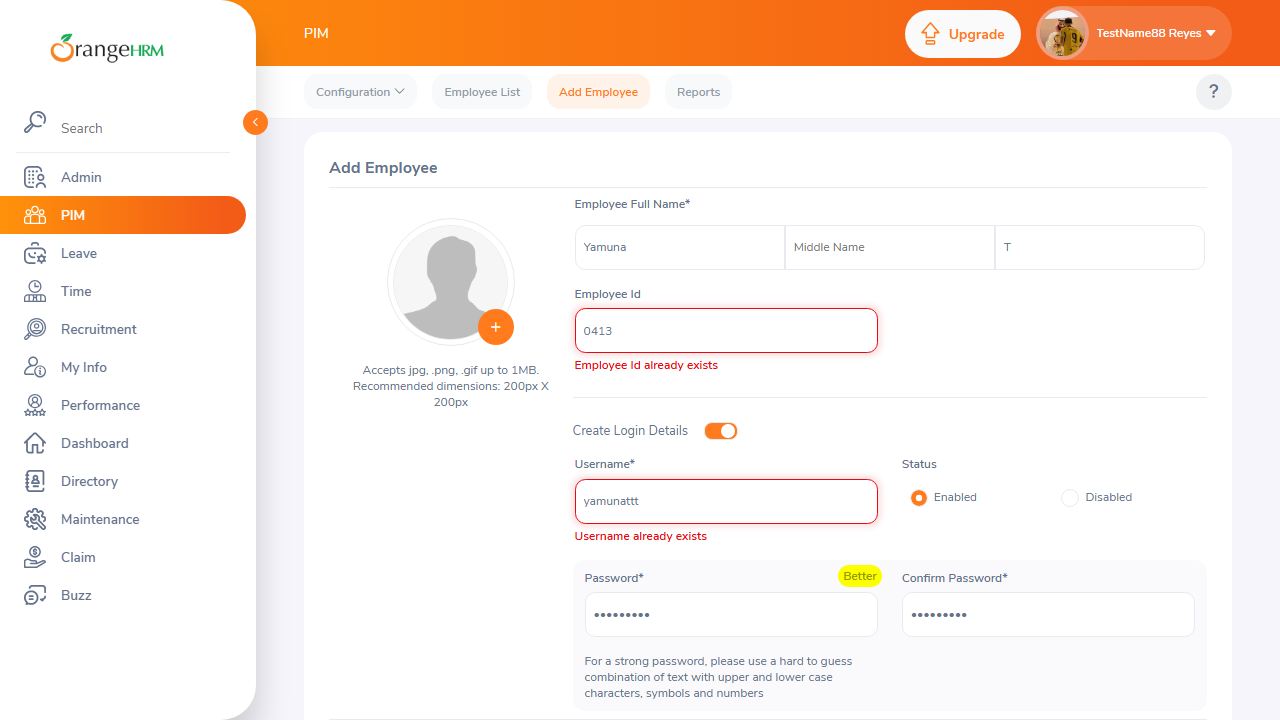 OrangeHRM
PIM
Upgrade
TestName88 Reyes
Configuration
Employee List
Add Employee
Reports
?
Search
Admin
PIM
Leave
Time
Recruitment
My Info
Performance
Dashboard
Directory
Maintenance
Claim
Buzz
Add Employee
Accepts jpg, .png, .gif up to 1MB.
Recommended dimensions: 200px X
200px
Employee Full Name*
Yamuna
Middle Name
T
Employee Id
0413
Employee Id already exists
Create Login Details
Username*
yamunattt
Username already exists
Status
Enabled
Disabled
Password*
Better
•••••••••
Confirm Password*
•••••••••
For a strong password, please use a hard to guess
combination of text with upper and lower case
characters, symbols and numbers